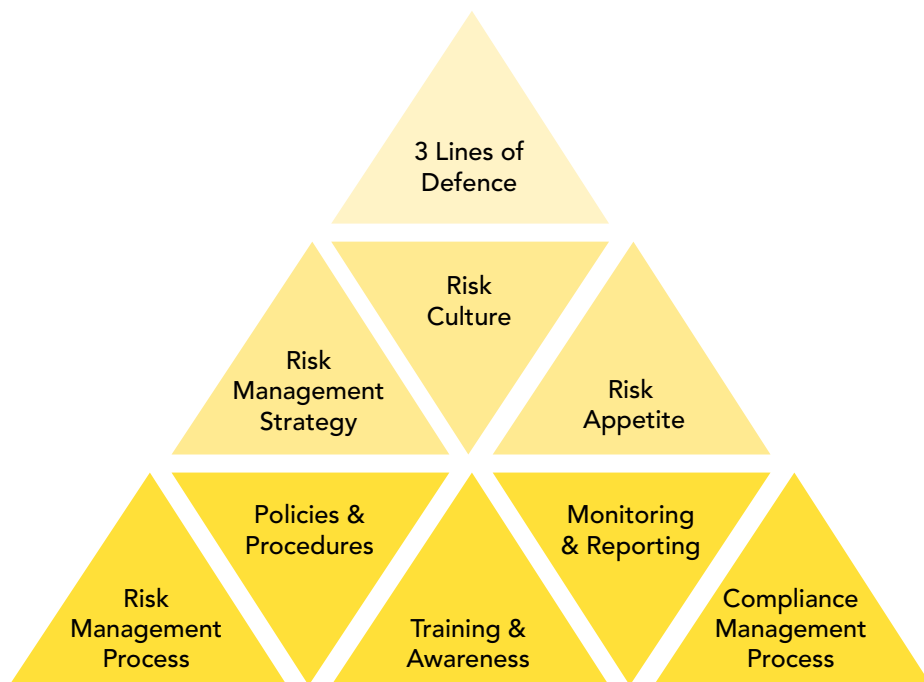 3 Lines of
Defence
Risk
Culture
Risk
Management
Strategy
Risk
Appetite
Policies &
Procedures
Monitoring
& Reporting
Risk
Management
Process
Training &
Awareness
Compliance
Management
Process